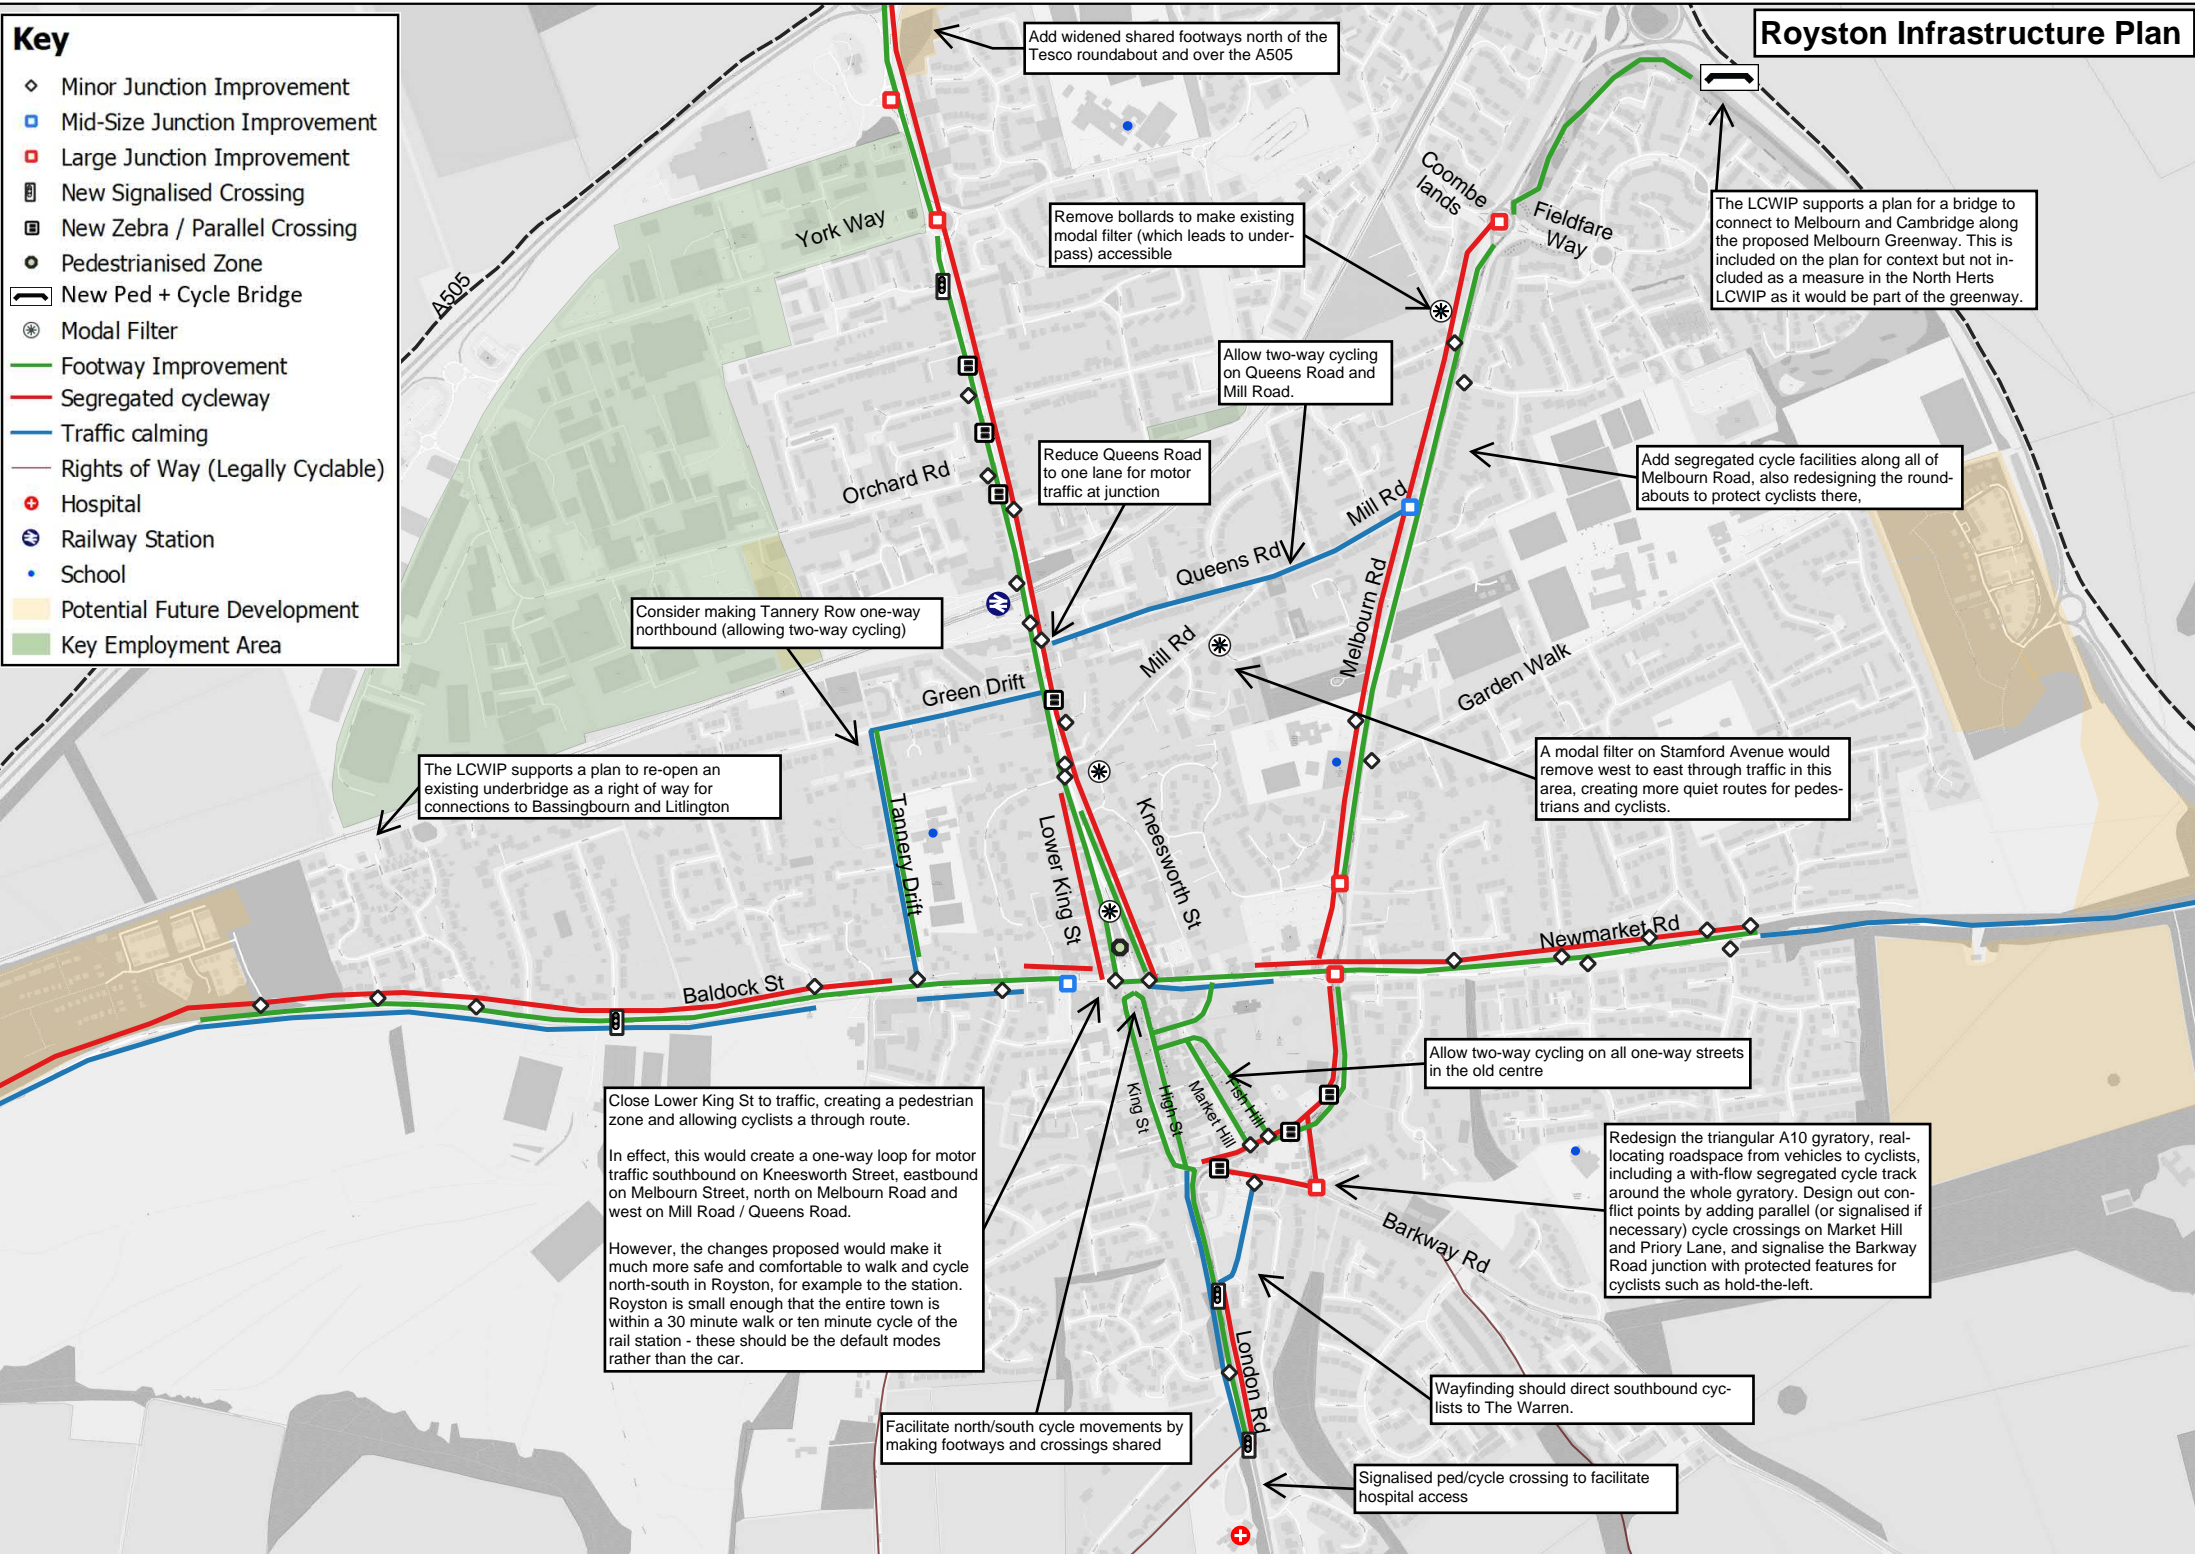 Royston Infrastructure Plan
Key
Minor Junction Improvement
Mid-Size Junction Improvement
Large Junction Improvement
New Signalised Crossing
New Zebra / Parallel Crossing
Pedestrianised Zone
New Ped + Cycle Bridge
Modal Filter
Footway Improvement
Segregated cycleway
Traffic calming
Rights of Way (Legally Cyclable)
Hospital
Railway Station
School
Potential Future Development
Key Employment Area
Add widened shared footways north of the
Tesco roundabout and over the A505
The LCWIP supports a plan for a bridge to
connect to Melbourn and Cambridge along
the proposed Melbourn Greenway. This is
included on the plan for context but not in-
cluded as a measure in the North Herts
LCWIP as it would be part of the greenway.
Coombe
lands
Fieldfare
Way
York Way
A505
Remove bollards to make existing
modal filter (which leads to under-
pass) accessible
Allow two-way cycling
on Queens Road and
Mill Road.
Reduce Queens Road
to one lane for motor
traffic at junction
Add segregated cycle facilities along all of
Melbourn Road, also redesigning the round-
abouts to protect cyclists there,
Orchard Rd
Mill Rd
Queens Rd
Melbourn Rd
Consider making Tannery Row one-way
northbound (allowing two-way cycling)
Mill Rd
Green Drift
Garden Walk
The LCWIP supports a plan to re-open an
existing underbridge as a right of way for
connections to Bassingbourn and Litlington
A modal filter on Stamford Avenue would
remove west to east through traffic in this
area, creating more quiet routes for pedes-
trians and cyclists.
Tannery Drift
Lower King St
Kneesworth St
Newmarket Rd
Baldock St
King St
High St
Market Hill
Fish Hill
Allow two-way cycling on all one-way streets
in the old centre
Close Lower King St to traffic, creating a pedestrian
zone and allowing cyclists a through route.
In effect, this would create a one-way loop for motor
traffic southbound on Kneesworth Street, eastbound
on Melbourn Street, north on Melbourn Road and
west on Mill Road / Queens Road.
However, the changes proposed would make it
much more safe and comfortable to walk and cycle
north-south in Royston, for example to the station.
Royston is small enough that the entire town is
within a 30 minute walk or ten minute cycle of the
rail station - these should be the default modes
rather than the car.
Redesign the triangular A10 gyratory, real-
locating roadspace from vehicles to cyclists,
including a with-flow segregated cycle track
around the whole gyratory. Design out con-
flict points by adding parallel (or signalised if
necessary) cycle crossings on Market Hill
and Priory Lane, and signalise the Barkway
Road junction with protected features for
cyclists such as hold-the-left.
Barkway Rd
London Rd
Wayfinding should direct southbound cyc-
lists to The Warren.
Facilitate north/south cycle movements by
making footways and crossings shared
Signalised ped/cycle crossing to facilitate
hospital access